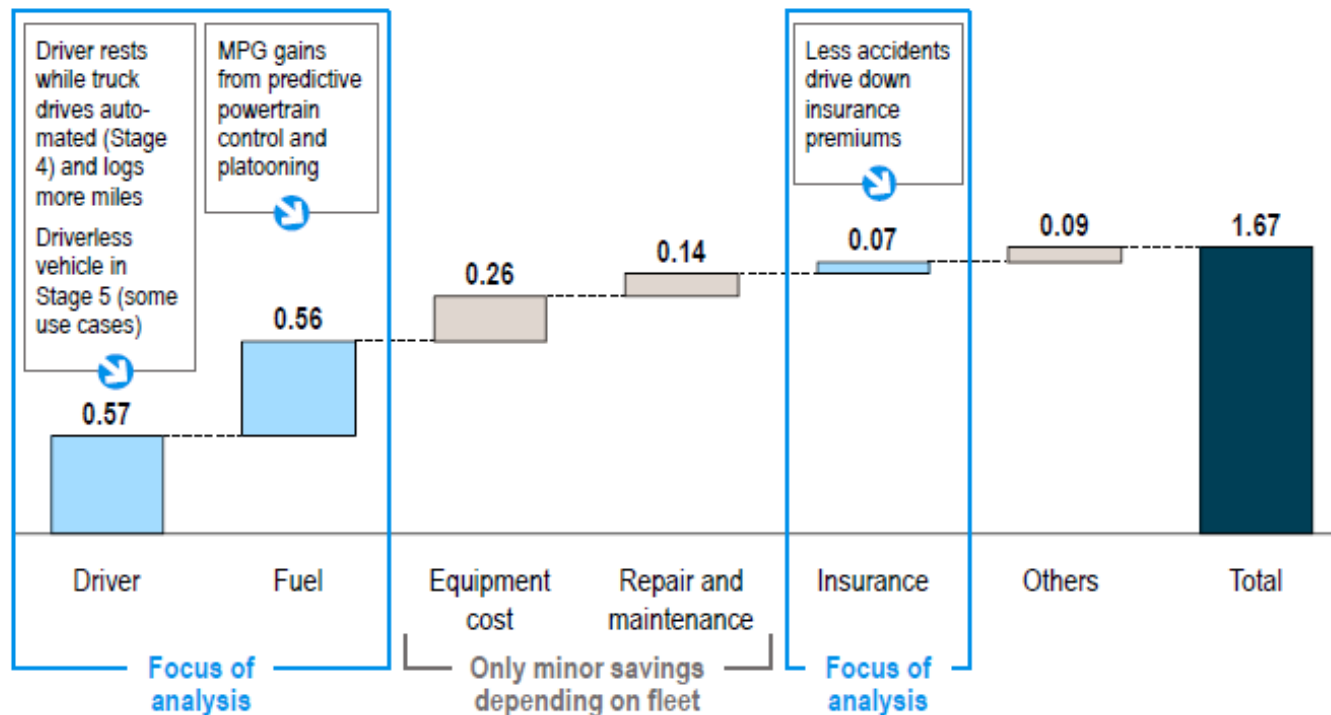 Driver rests
while truck
drives auto-
mated (Stage
4) and logs
more miles
Driverless
vehicle in
Stage 5 (some
use cases)
MPG gains
from predictive
powertrain
control and
platooning
Less accidents
drive down
insurance
premiums
0.57
0.56
0.26
0.14
0.07
0.09
1.67
Driver
Fuel
Equipment
cost
Repair and
maintenance
Insurance
Others
Total
Focus of
analysis
Only minor savings
depending on fleet
Focus of
analysis